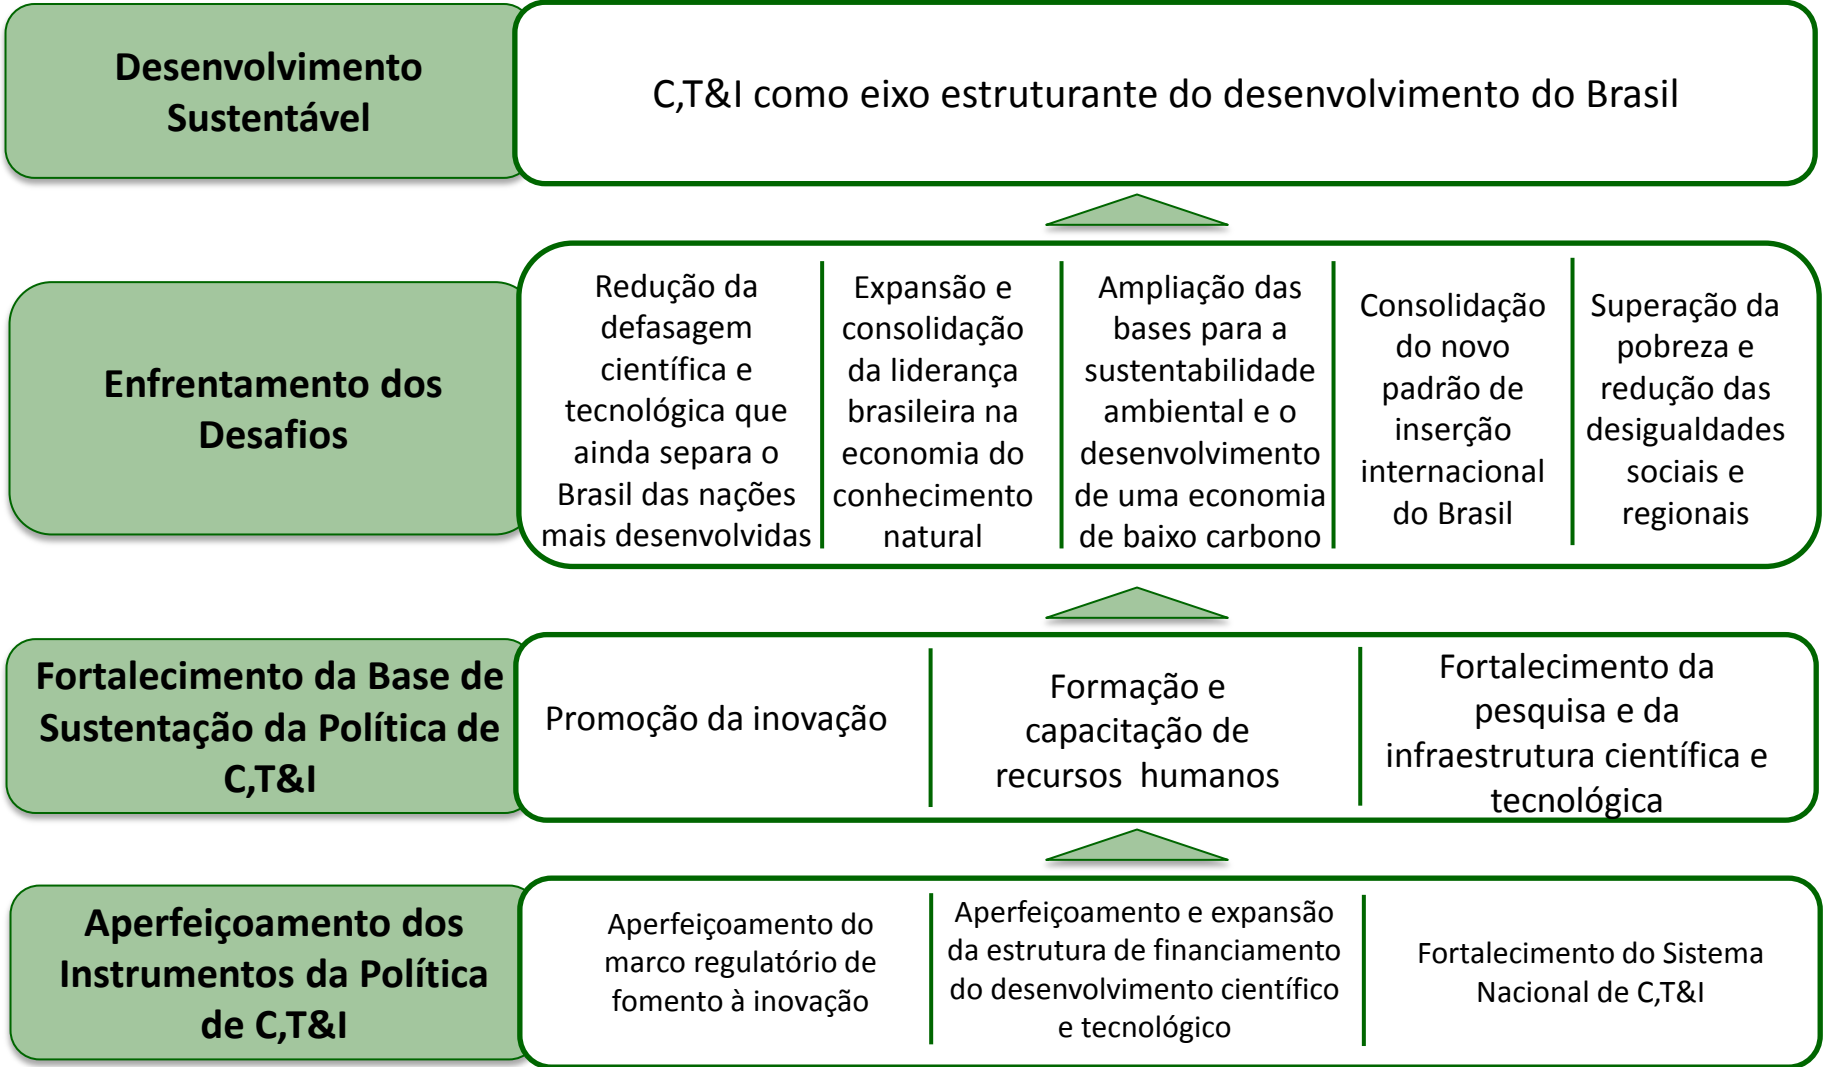 Desenvolvimento
Sustentável
C,T&I como eixo estruturante do desenvolvimento do Brasil
Enfrentamento dos
Desafios
Redução da
defasagem
científica e
tecnológica que
ainda separa o
Brasil das nações
mais desenvolvidas
Expansão e
consolidação
da liderança
brasileira na
economia do
conhecimento
natural
Ampliação das
bases para a
sustentabilidade
ambiental e o
desenvolvimento
de uma economia
de baixo carbono
Consolidação
do novo
padrão de
inserção
internacional
do Brasil
Superação da
pobreza e
redução das
desigualdades
sociais e
regionais
Fortalecimento da Base de
Sustentação da Política de
C,T&I
Promoção da inovação
Formação e
capacitação de
recursos humanos
Fortalecimento da
pesquisa e da
infraestrutura científica e
tecnológica
Aperfeiçoamento dos
Instrumentos da Política
de C,T&I
Aperfeiçoamento do
marco regulatório de
fomento à inovação
Aperfeiçoamento e expansão
da estrutura de financiamento
do desenvolvimento científico
e tecnológico
Fortalecimento do Sistema
Nacional de C,T&I